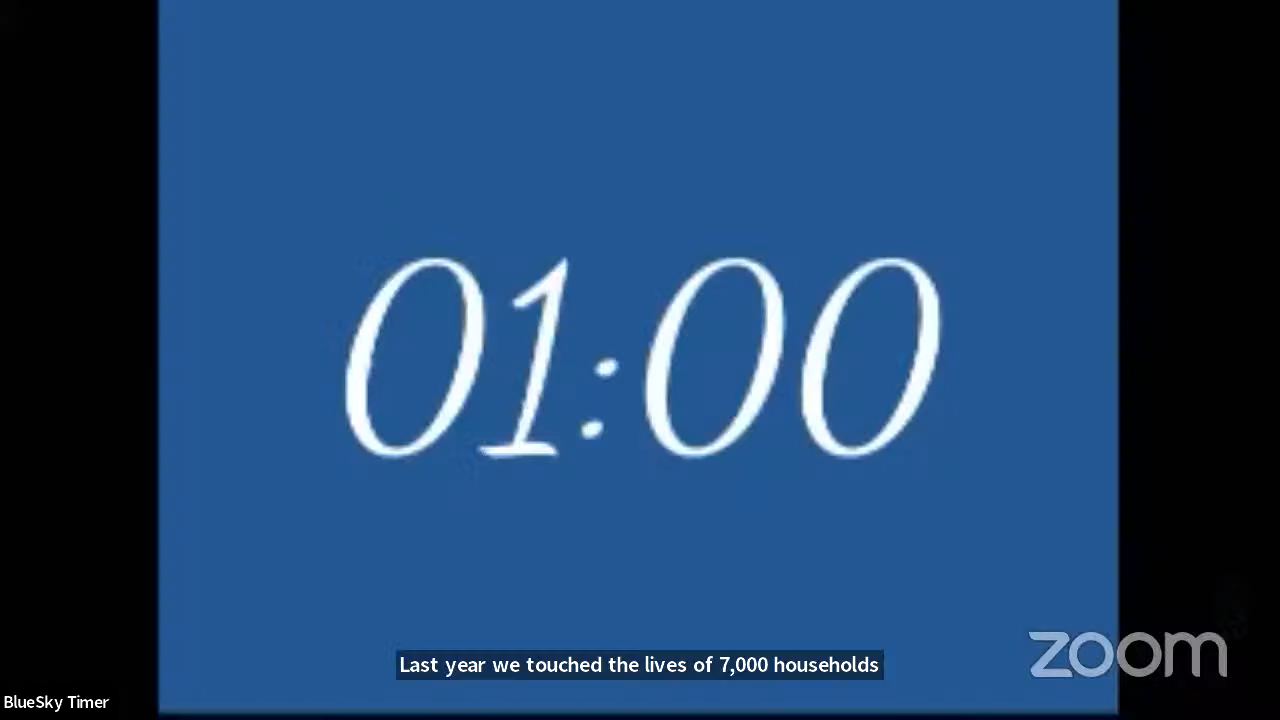 01:00
Last year we touched the lives of 7,000 households
zoom
BlueSky Timer